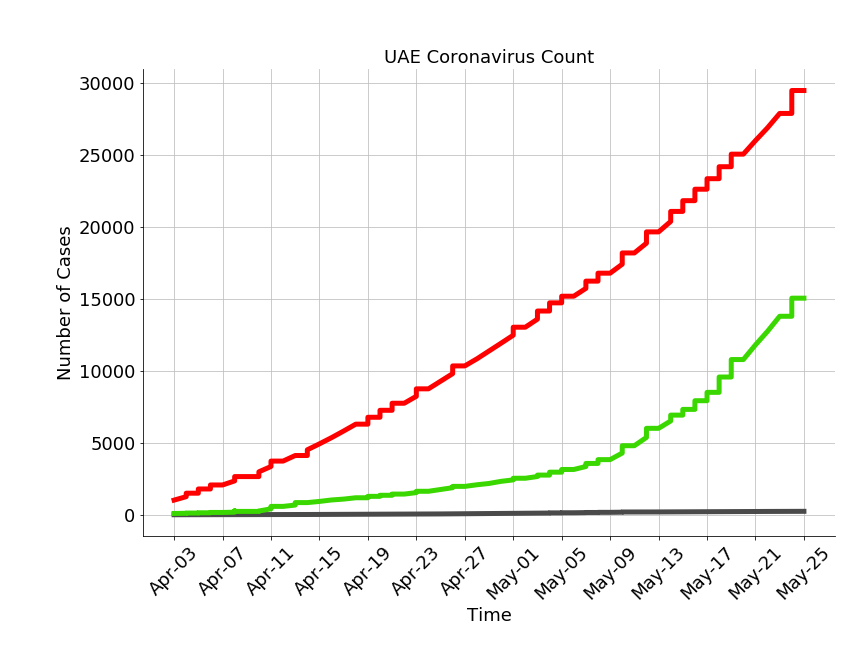 UAE Coronavirus Count
30000
25000
20000
15000
10000
5000
0
Number of Cases
Apr-03
Apr-07
Apr-11
Apr-15
Apr-19
Apr-23
Apr-27
May-01
May-05
May-09
May-13
May-17
May-21
May-25
Time